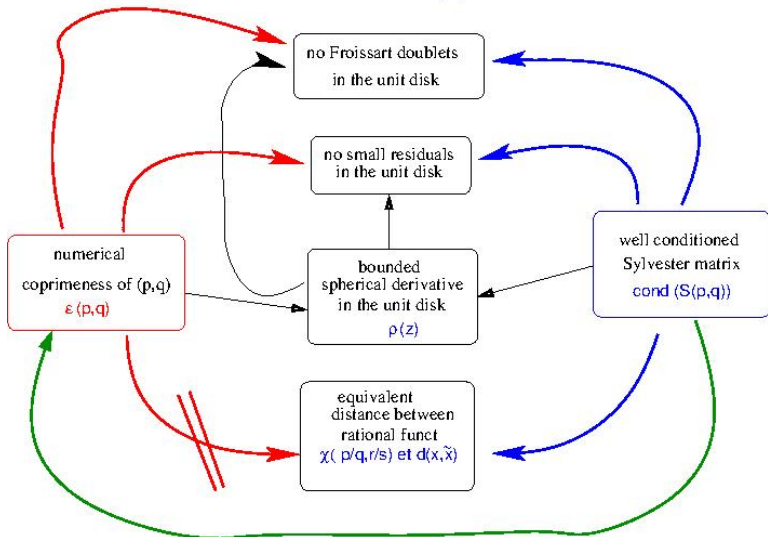 no Froissart doublets
in the unit disk
no small residuals
in the unit disk
numerical
coprimeness of (p,q)
ε (p,q)
bounded
spherical derivative
in the unit disk
ρ(z)
well conditioned
Sylvester matrix
cond (S(p,q))
equivalent
distance between
rational funct
χ( p/q,r/s) et d(x,x̃)